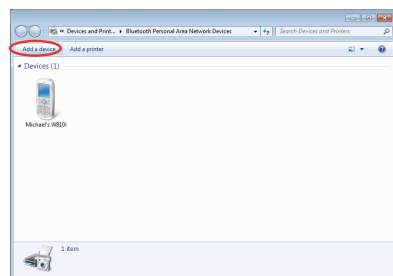 « Devices and Print... ▸ Bluetooth Personal Area Network Devices
Search Devices and Printers
Add a device
Add a printer
Devices (1)
Michael's W810i
1 item